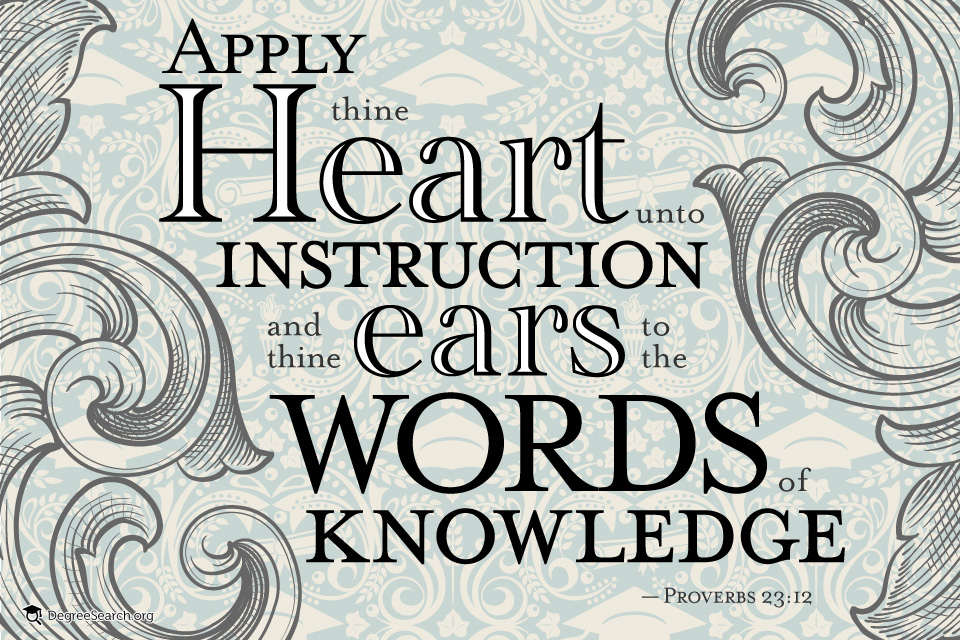 APPLY
thine
Heart
unto
INSTRUCTION
and thine ears to the
WORDS
of
KNOWLEDGE
—PROVERBS 23:12
DegreeSearch.org